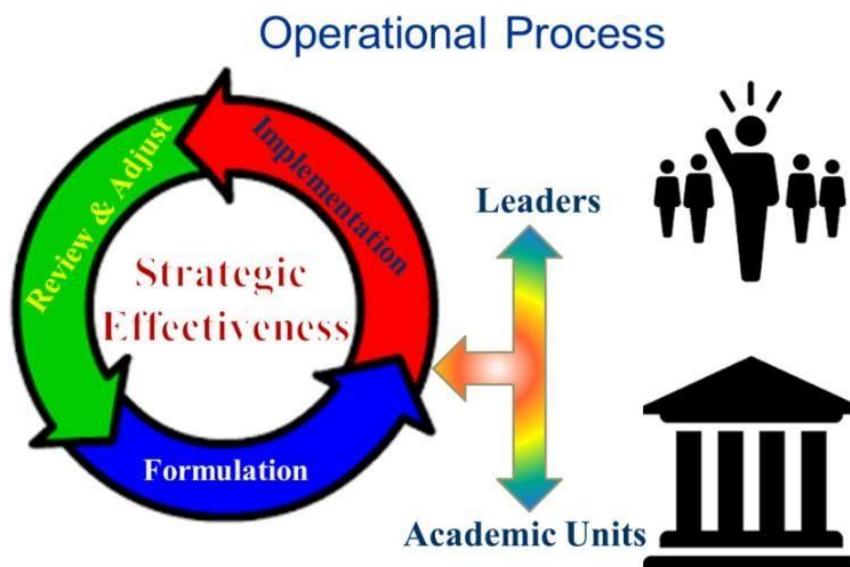 Operational Process
Implementation
Review & Adjust
Leaders
Strategic
Effectiveness
Formulation
Academic Units